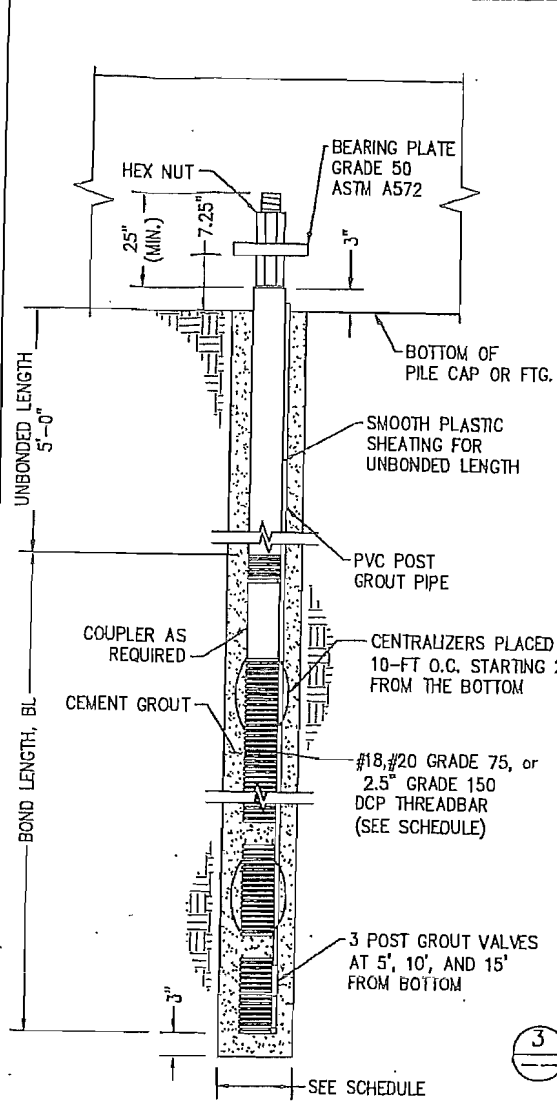 BEARING PLATE
GRADE 50
ASTM A572
HEX NUT
25"
(MIN.)
7.25"
3"
BOTTOM OF
PILE CAP OR FTG.
UNBONDED LENGTH
5'-0"
SMOOTH PLASTIC
SHEATING FOR
UNBONDED LENGTH
PVC POST
GROUT PIPE
COUPLER AS
REQUIRED
CENTRALIZERS PLACED
10-FT O.C. STARTING
FROM THE BOTTOM
CEMENT GROUT
BOND LENGTH, BL
#18,#20 GRADE 75, or
2.5" GRADE 150
DCP THREADBAR
(SEE SCHEDULE)
3 POST GROUT VALVES
AT 5', 10', AND 15'
FROM BOTTOM
3"
3
SEE SCHEDULE